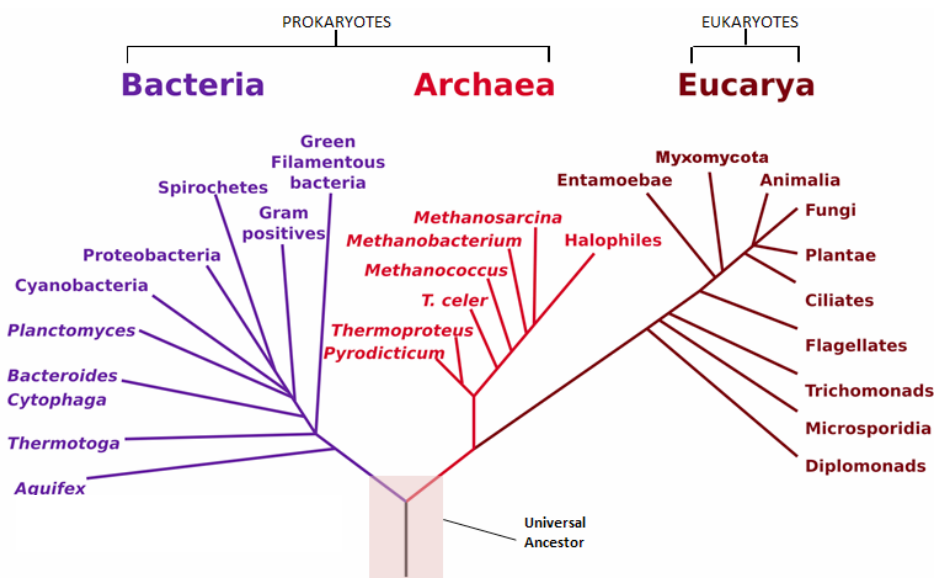 PROKARYOTES
EUKARYOTES
Bacteria
Archaea
Eucarya
Green
Filamentous
bacteria
Spirochetes
Gram
positives
Proteobacteria
Cyanobacteria
Planctomyces
Bacteroides
Cytophaga
Thermotoga
Aquifex
Methanosarcina
Methanobacterium
Halophiles
Methanococcus
T. celer
Thermoproteus
Pyrodicticum
Myxomycota
Entamoebae
Animalia
Fungi
Plantae
Ciliates
Flagellates
Trichomonads
Microsporidia
Diplomonads
Universal
Ancestor